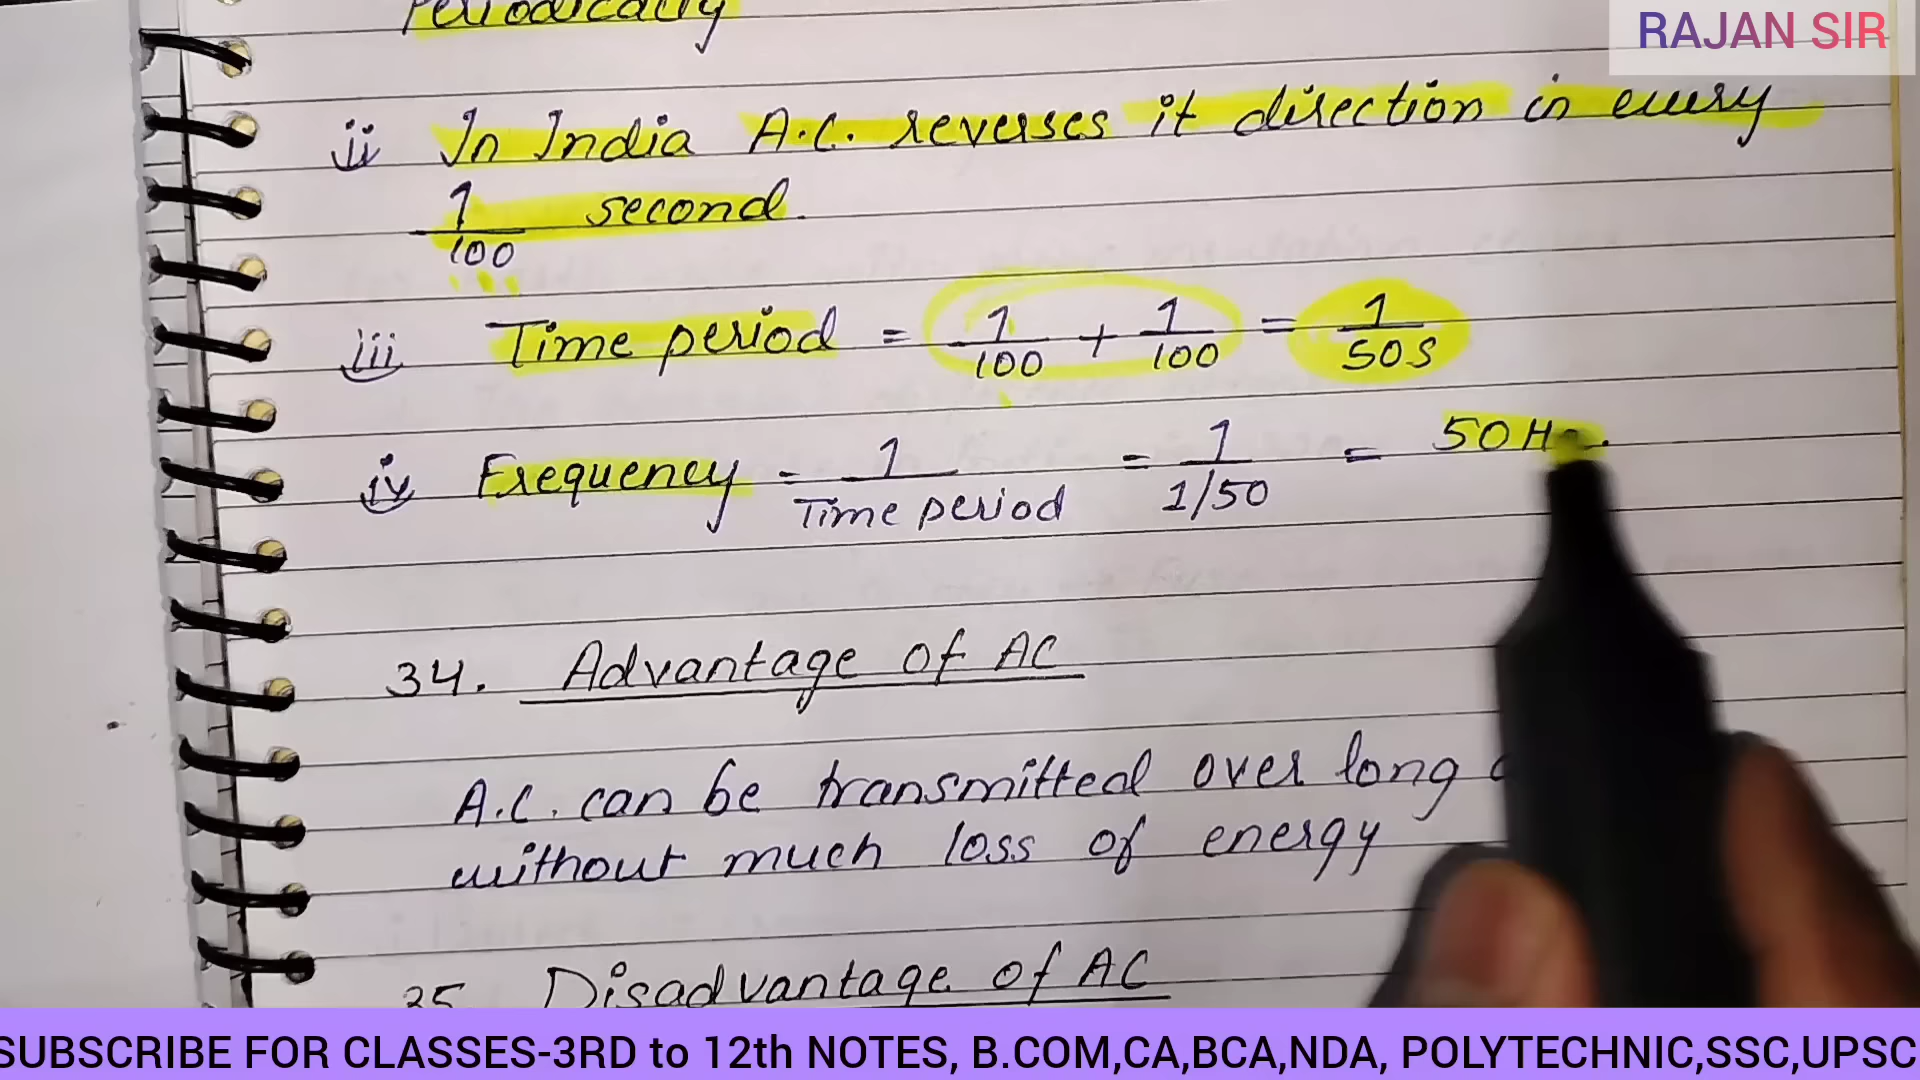 Periodically
RAJAN SIR
ii In India A.C. reverses it direction in every
1/100 second.
iii Time period = 1/100 + 1/100 = 1/50s
iv Frequency = 1/Time period = 1/1/50 = 50 H
34. Advantage of AC
A.C. can be transmitted over long
without much loss of energy
35 Disadvantage of AC
SUBSCRIBE FOR CLASSES-3RD to 12th NOTES, B.COM,CA,BCA,NDA, POLYTECHNIC,SSC,UPSC